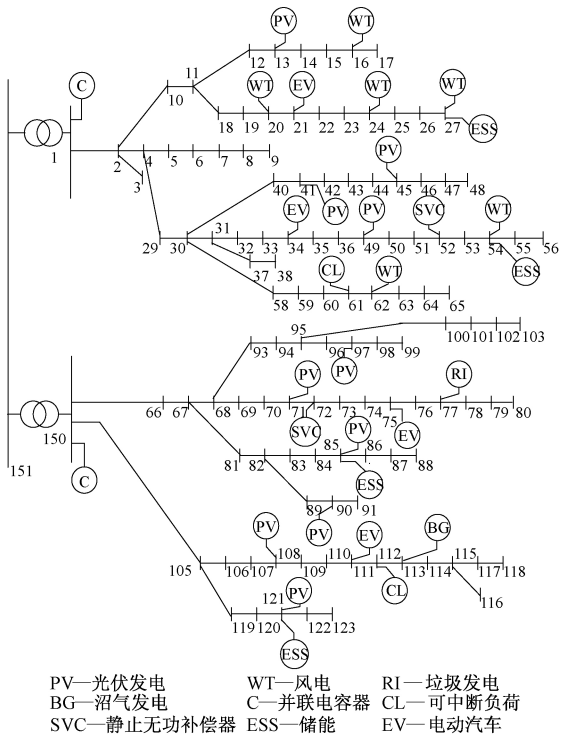 PV WT
11
12 13 14 15 16 17
C WT EV WT WT
10
18 19 20 21 22 23 24 25 26 27 ESS
1 2 4 5 6 7 8 9
3
PV
40 41 42 43 44 45 46 47 48
31 EV PV PV SVC WT
29 30 32 33 34 35 36 49 50 51 52 53 54 55 56
37 38 CL WT ESS
58 59 60 61 62 63 64 65
95 100 101 102 103
93 94 96 97 98 99
PV PV RI
66 67 68 69 70 71 72 73 74 75 76 77 78 79 80
150 SVC PV EV
151 85 86
81 82 83 84 87 88
C ESS
89 90 91
PV PV EV BG
108 110 112 115
105 106 107 109 111 113 114 117 118
CL 116
121 PV
119 120 122 123
ESS
PV—光伏发电 WT—风电 RI—垃圾发电
BG—沼气发电 C—并联电容器 CL—可中断负荷
SVC—静止无功补偿器 ESS—储能 EV—电动汽车